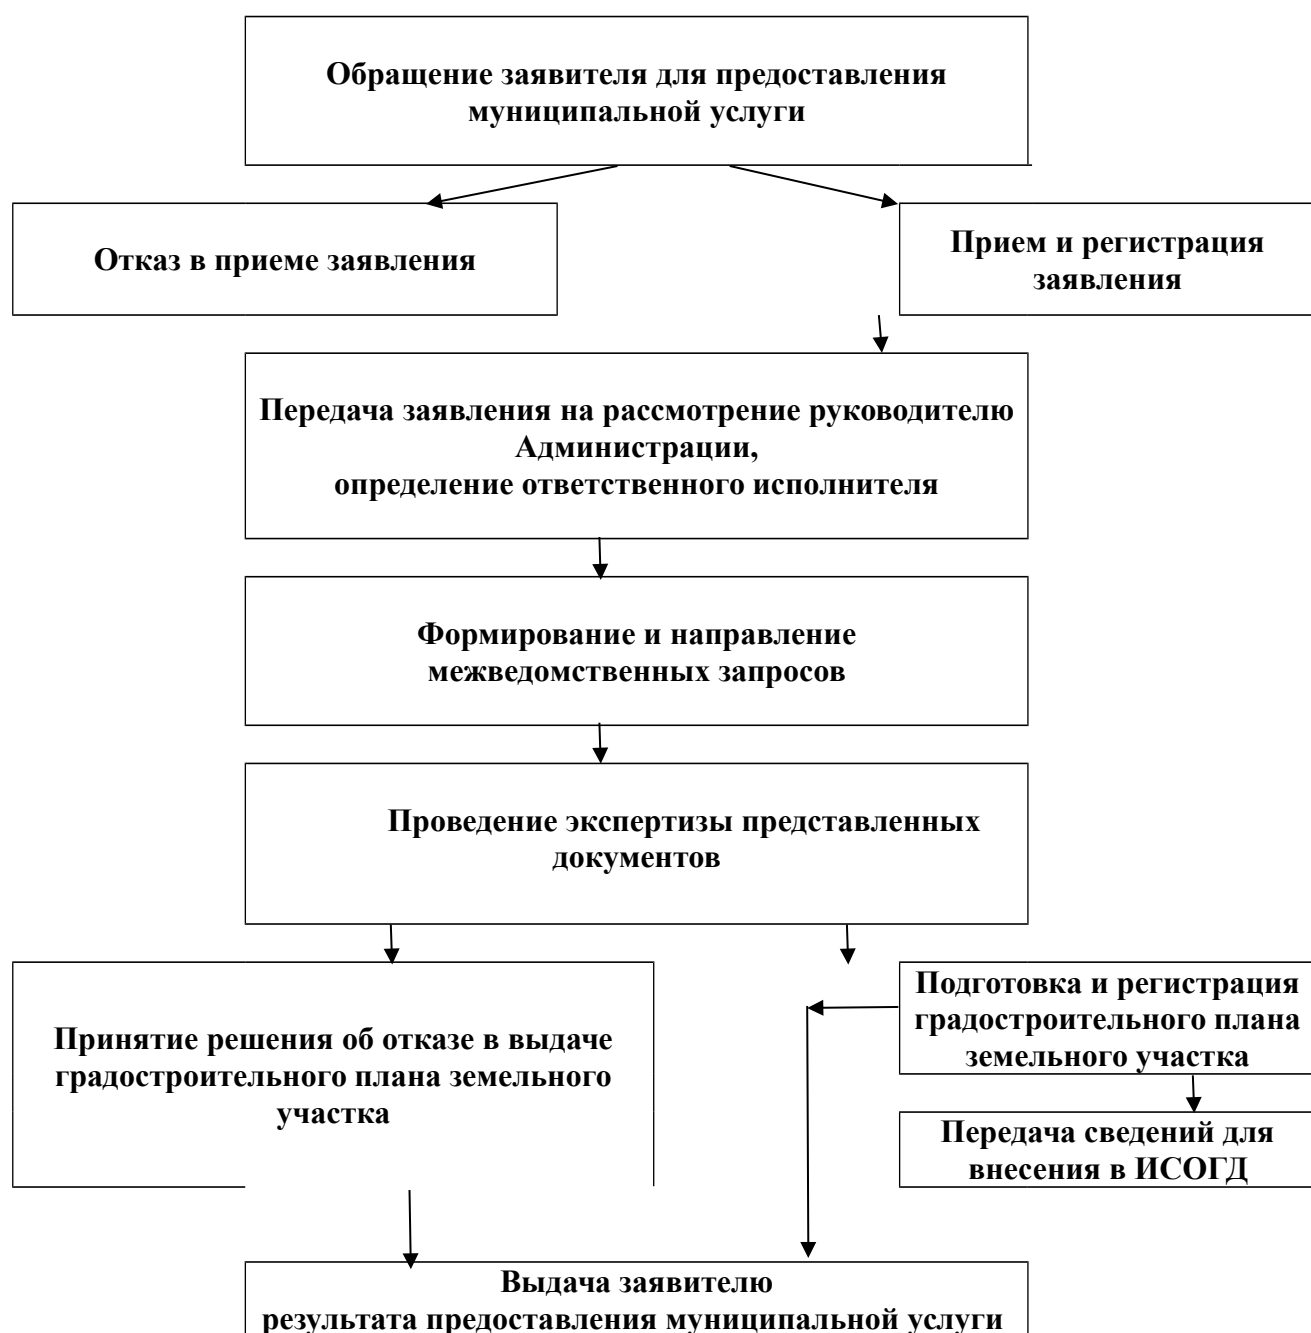 Обращение заявителя для предоставления
муниципальной услуги
Отказ в приеме заявления
Прием и регистрация
заявления
Передача заявления на рассмотрение руководителю
Администрации,
определение ответственного исполнителя
Формирование и направление
межведомственных запросов
Проведение экспертизы представленных
документов
Принятие решения об отказе в выдаче
градостроительного плана земельного
участка
Подготовка и регистрация
градостроительного плана
земельного участка
Передача сведений для
внесения в ИСОГД
Выдача заявителю
результата предоставления муниципальной услуги